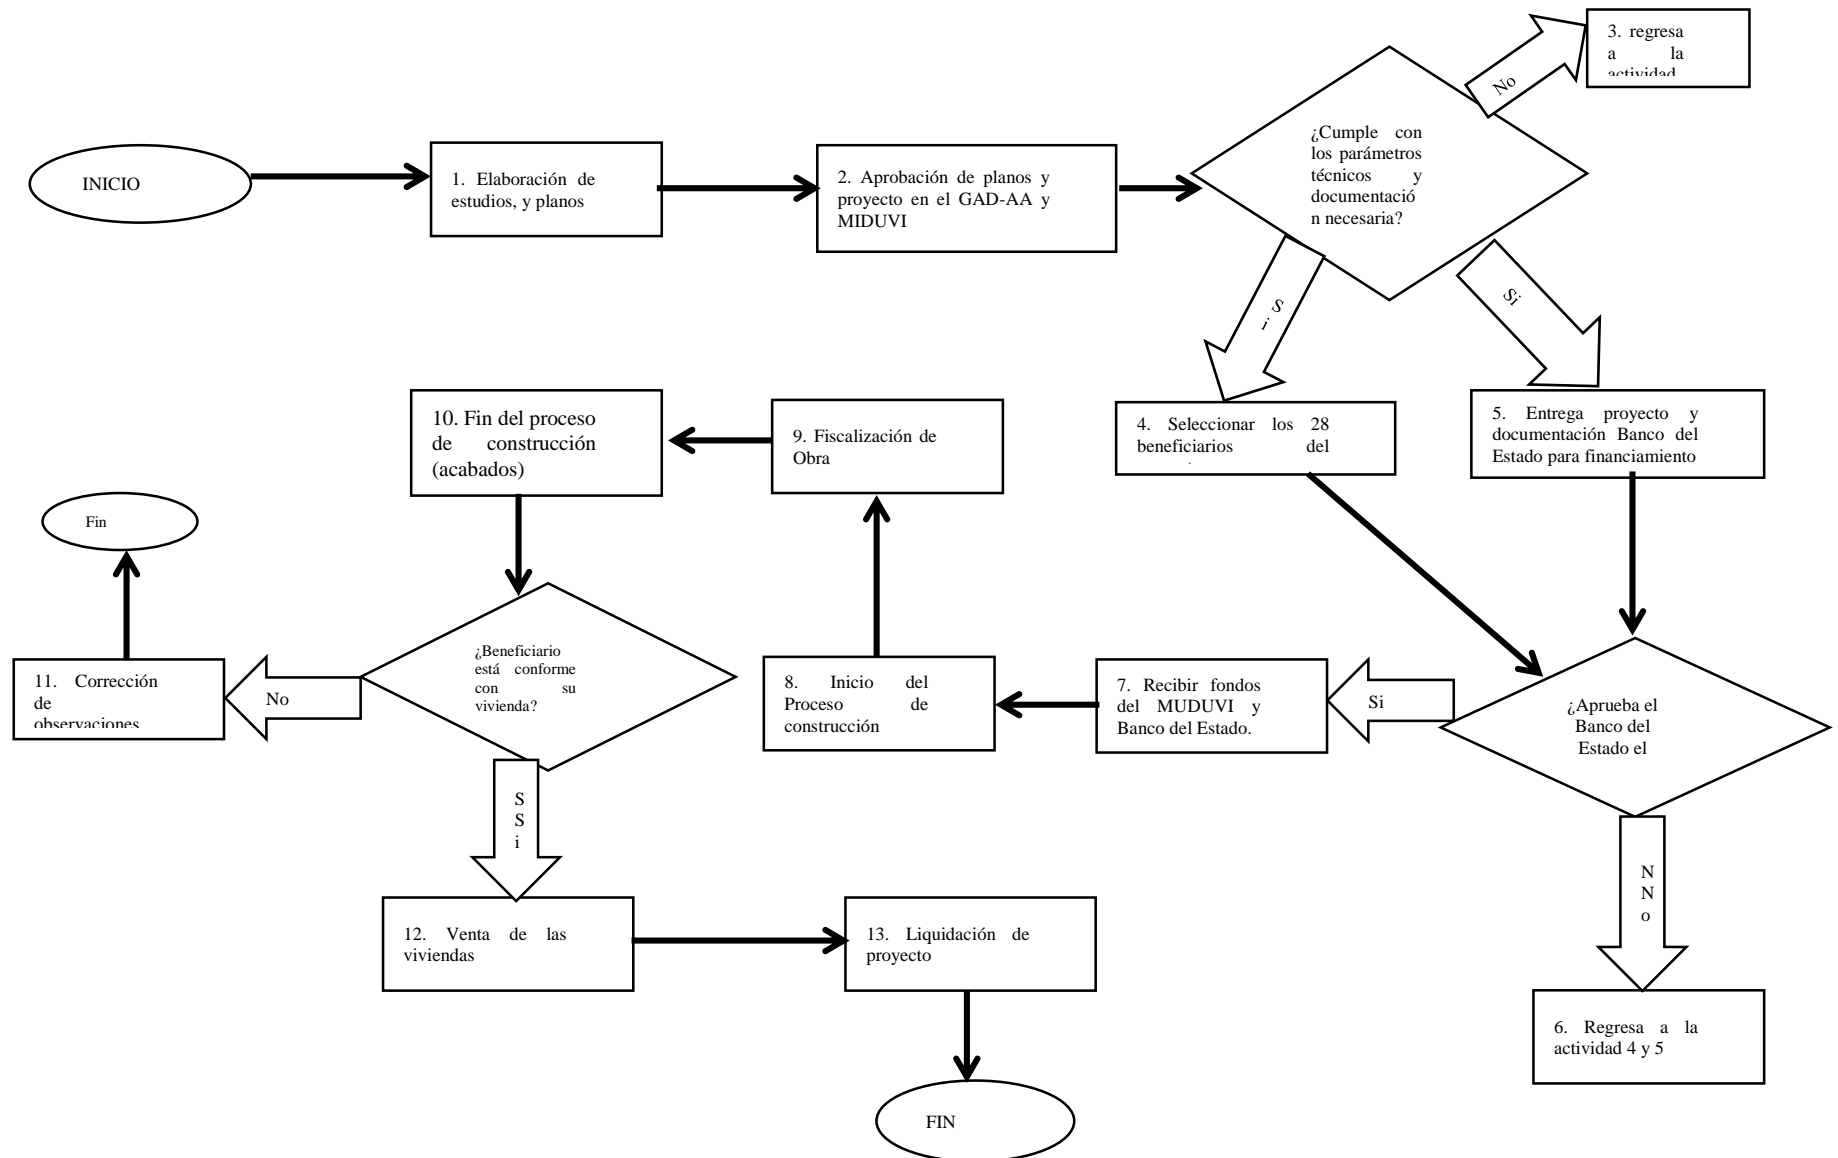 INICIO
1. Elaboración de
estudios, y planos
2. Aprobación de planos y
proyecto en el GAD-AA y
MIDUVI
¿Cumple con
los parámetros
técnicos y
documentació
n necesaria?
No
3. regresa
a la
actividad
Si
Si
4. Seleccionar los 28
beneficiarios del
5. Entrega proyecto y
documentación Banco del
Estado para financiamiento
¿Aprueba el
Banco del
Estado el
N
N
o
6. Regresa a la
actividad 4 y 5
Si
7. Recibir fondos
del MUDUVI y
Banco del Estado.
8. Inicio del
Proceso de
construcción
9. Fiscalización de
Obra
10. Fin del proceso
de construcción
(acabados)
¿Beneficiario
está conforme
con su
vivienda?
No
11. Corrección
de
observaciones
Fin
S
S
i
12. Venta de las
viviendas
13. Liquidación de
proyecto
FIN